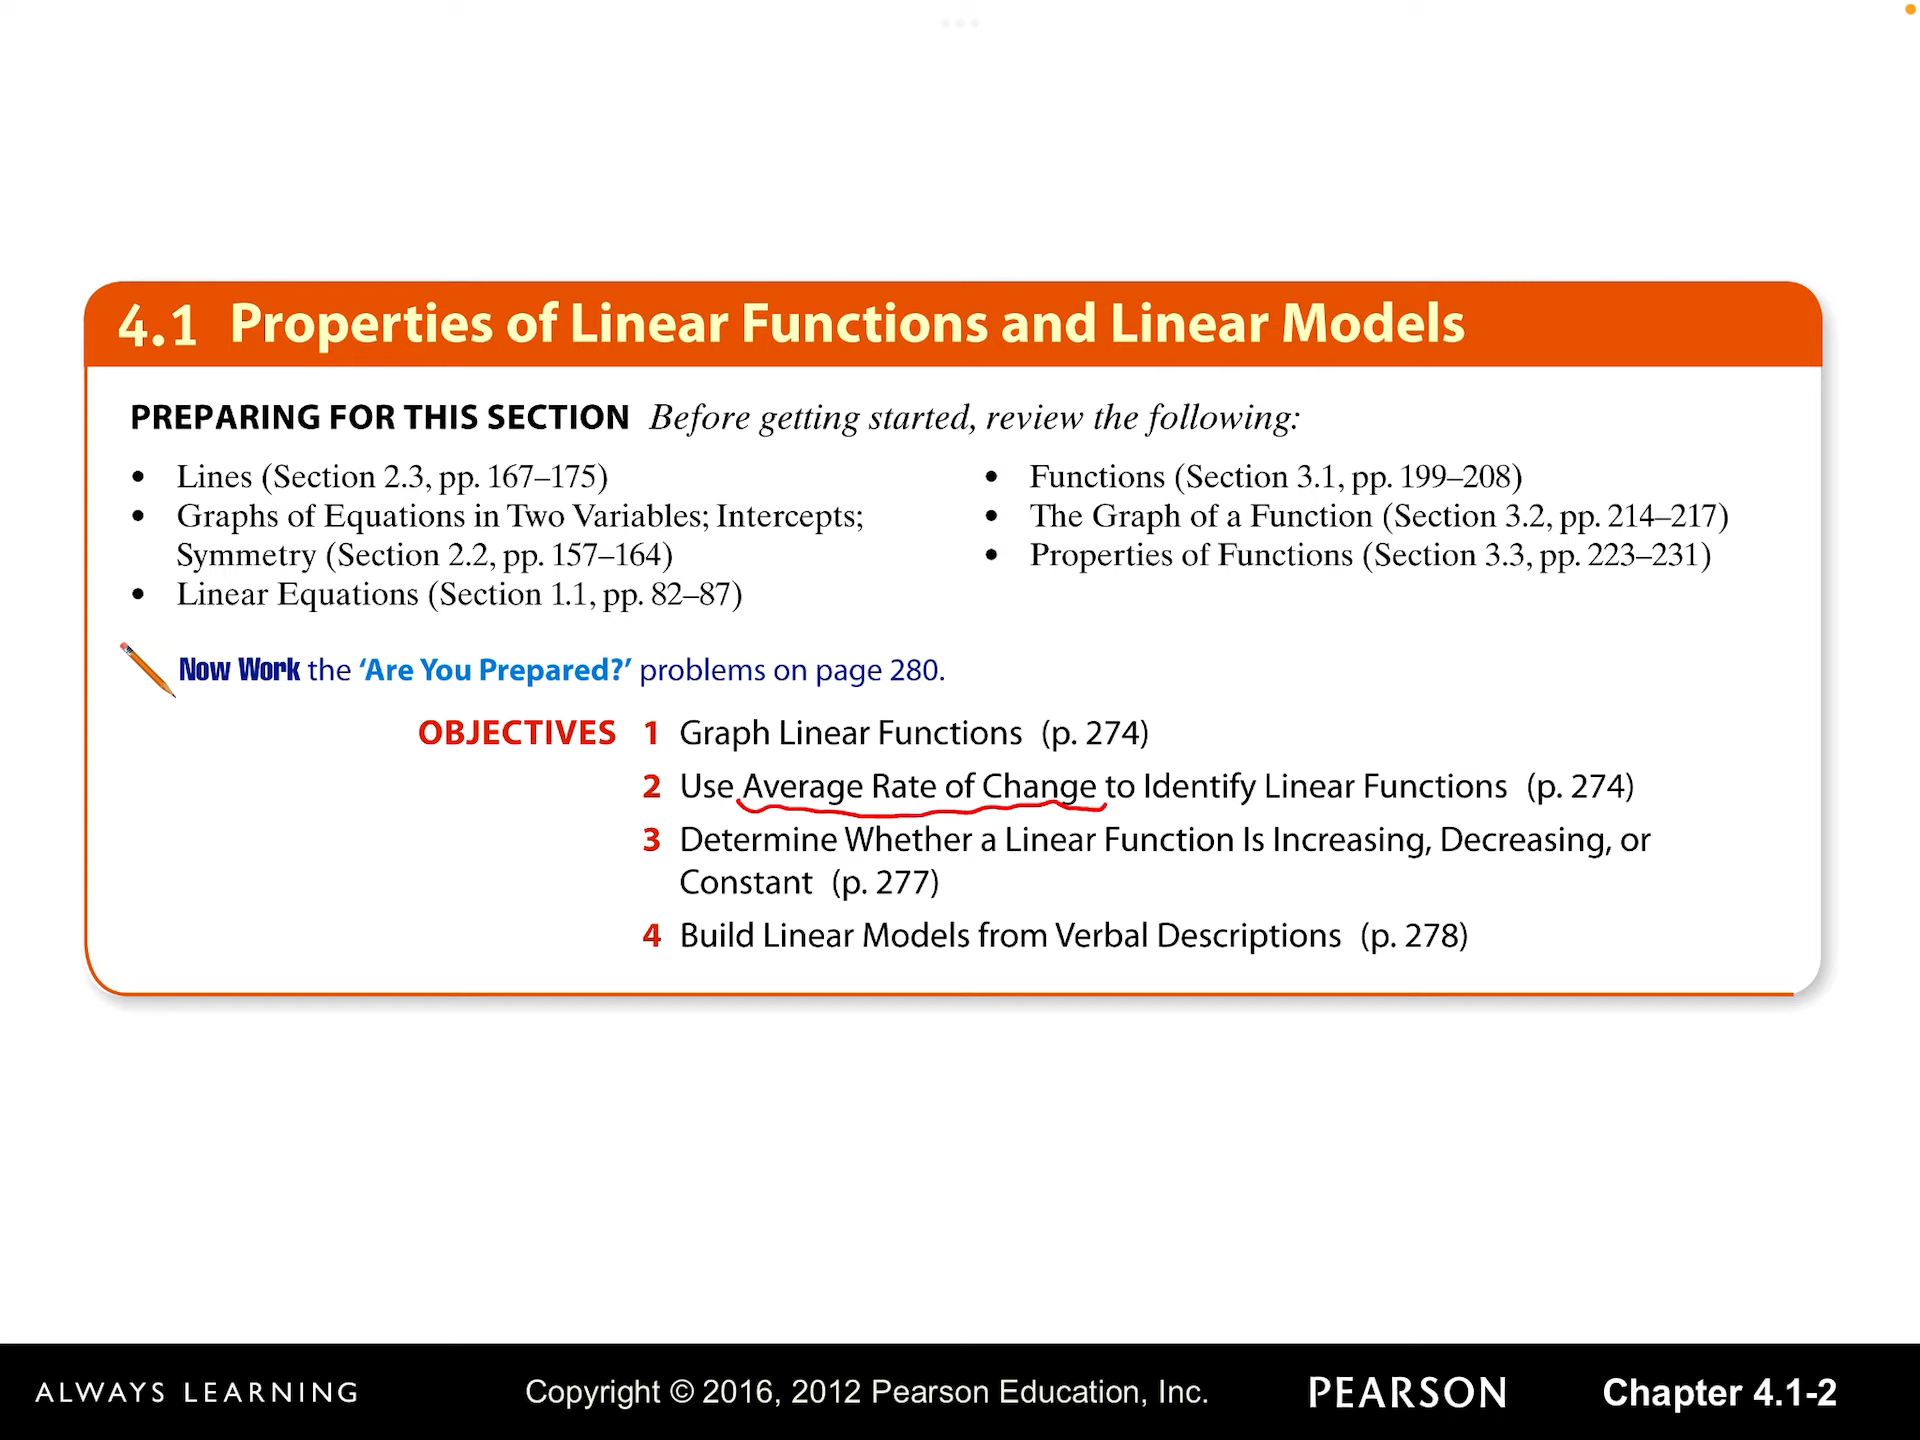 4.1 Properties of Linear Functions and Linear Models
PREPARING FOR THIS SECTION Before getting started, review the following:
• Lines (Section 2.3, pp. 167–175)
• Graphs of Equations in Two Variables; Intercepts;
Symmetry (Section 2.2, pp. 157–164)
• Linear Equations (Section 1.1, pp. 82–87)
• Functions (Section 3.1, pp. 199–208)
• The Graph of a Function (Section 3.2, pp. 214–217)
• Properties of Functions (Section 3.3, pp. 223–231)
Now Work the ‘Are You Prepared?’ problems on page 280.
OBJECTIVES 1 Graph Linear Functions (p. 274)
2 Use Average Rate of Change to Identify Linear Functions (p. 274)
3 Determine Whether a Linear Function Is Increasing, Decreasing, or
Constant (p. 277)
4 Build Linear Models from Verbal Descriptions (p. 278)
ALWAYS LEARNING Copyright © 2016, 2012 Pearson Education, Inc. PEARSON Chapter 4.1-2